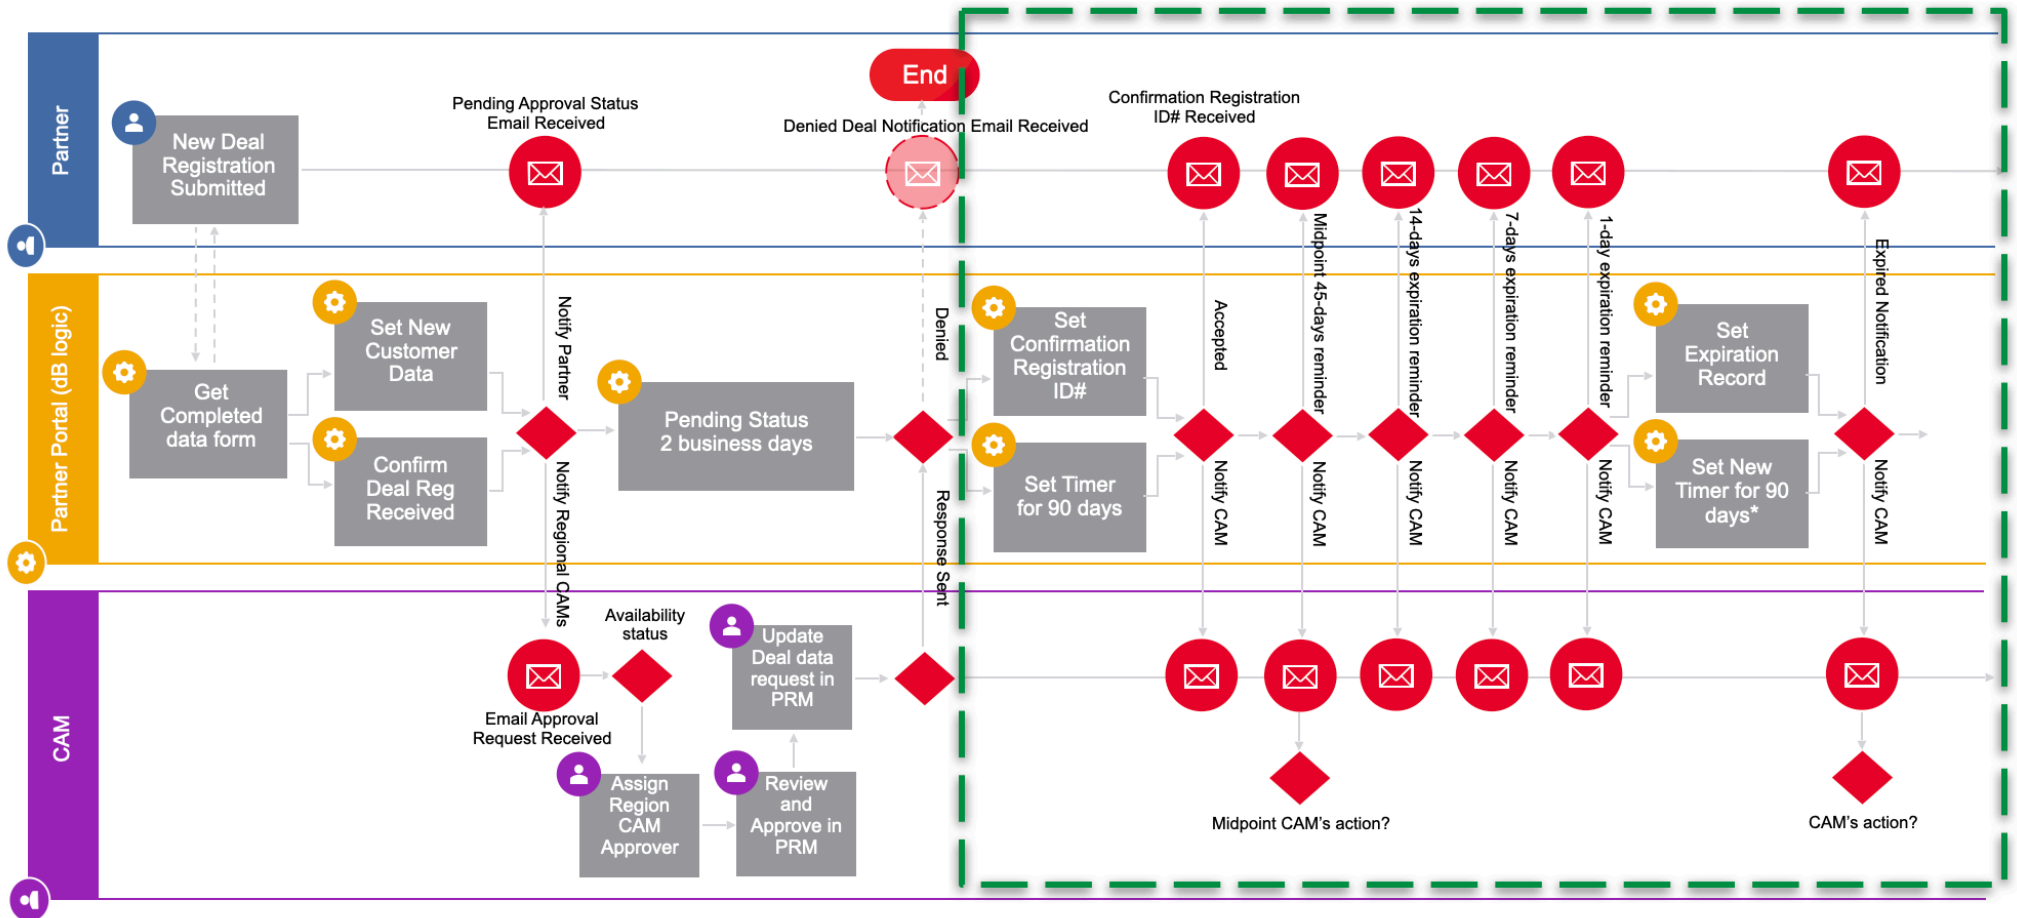 Partner
New Deal
Registration
Submitted
Pending Approval Status
Email Received
End
Denied Deal Notification Email Received
Confirmation Registration
ID# Received
Partner Portal (dB logic)
Get
Completed
data form
Set New
Customer
Data
Confirm
Deal Reg
Received
Notify Partner
Notify Regional CAMs
Pending Status
2 business days
Denied
Response Sent
Set
Confirmation
Registration
ID#
Set Timer
for 90 days
Accepted
Notify CAM
Midpoint 45-days reminder
Notify CAM
14-days expiration reminder
Notify CAM
7-days expiration reminder
Notify CAM
1-day expiration reminder
Notify CAM
Set
Expiration
Record
Set New
Timer for 90
days*
Expired Notification
Notify CAM
CAM
Email Approval
Request Received
Availability
status
Assign
Region
CAM
Approver
Review
and
Approve in
PRM
Update
Deal data
request in
PRM
Midpoint CAM's action?
CAM's action?